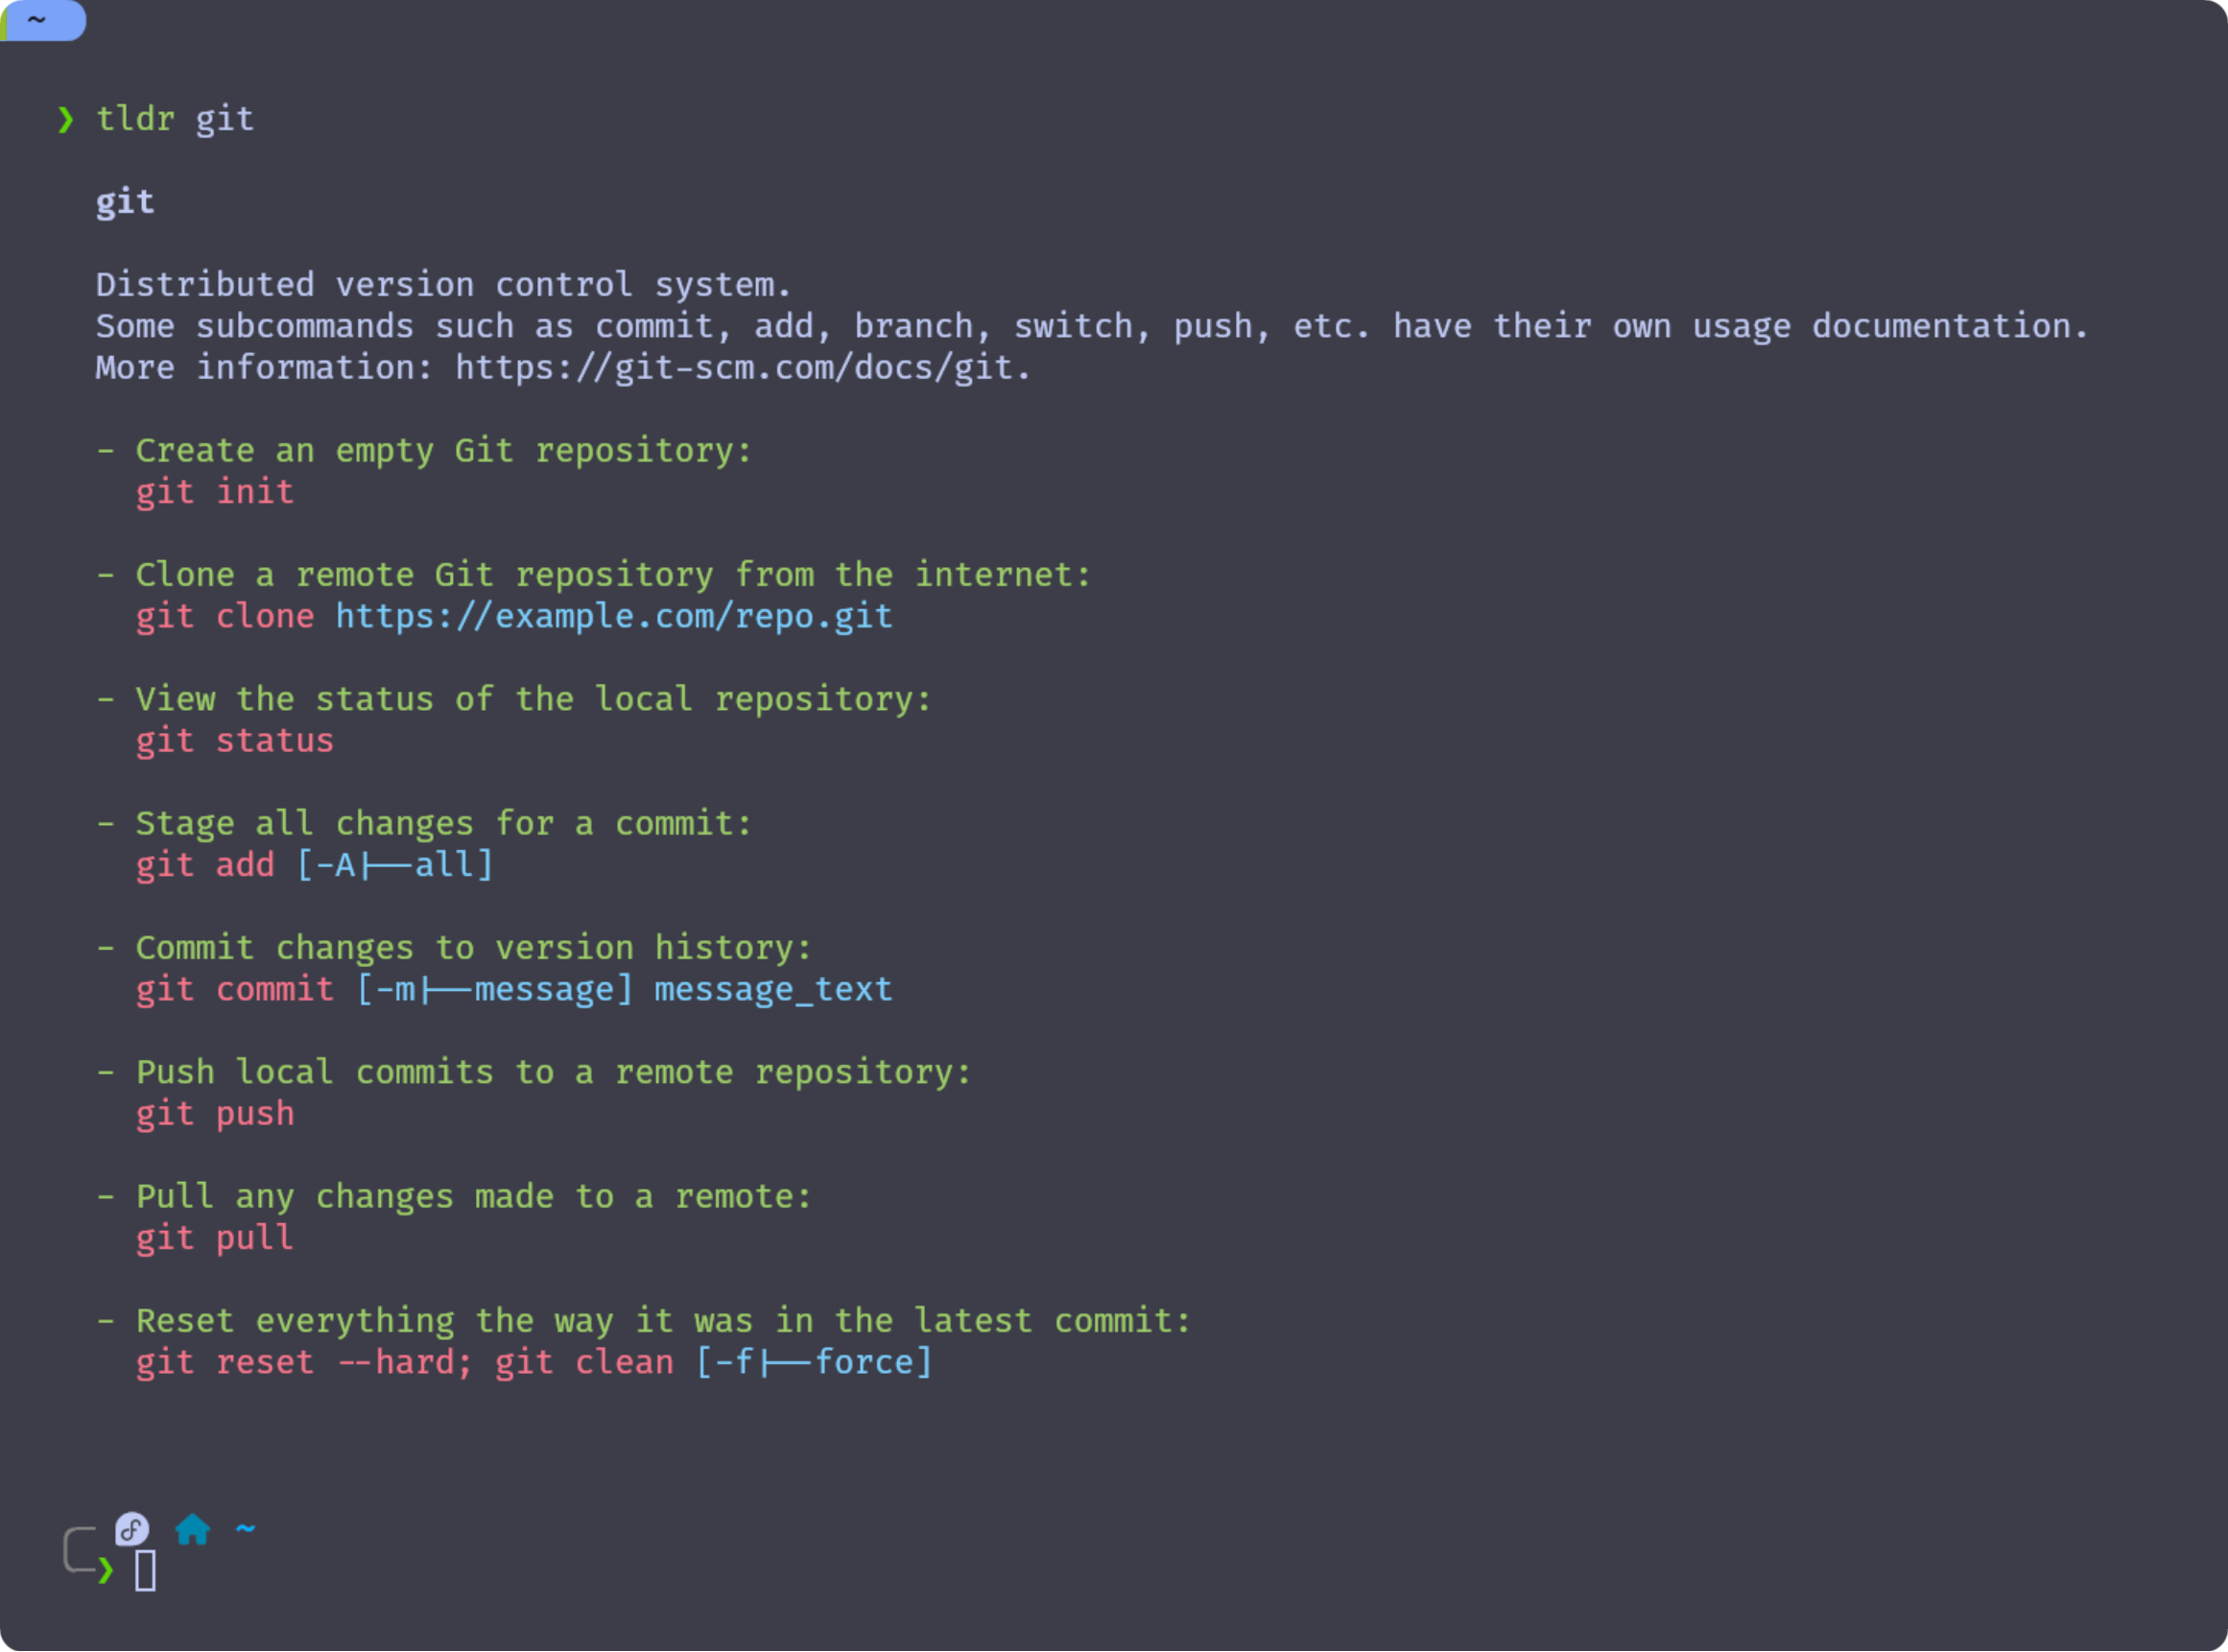 ~
❯ tldr git
git
Distributed version control system.
Some subcommands such as commit, add, branch, switch, push, etc. have their own usage documentation.
More information: https://git-scm.com/docs/git.
- Create an empty Git repository:
git init
- Clone a remote Git repository from the internet:
git clone https://example.com/repo.git
- View the status of the local repository:
git status
- Stage all changes for a commit:
git add [-A|--all]
- Commit changes to version history:
git commit [-m|--message] message_text
- Push local commits to a remote repository:
git push
- Pull any changes made to a remote:
git pull
- Reset everything the way it was in the latest commit:
git reset --hard; git clean [-f|--force]
~
❯